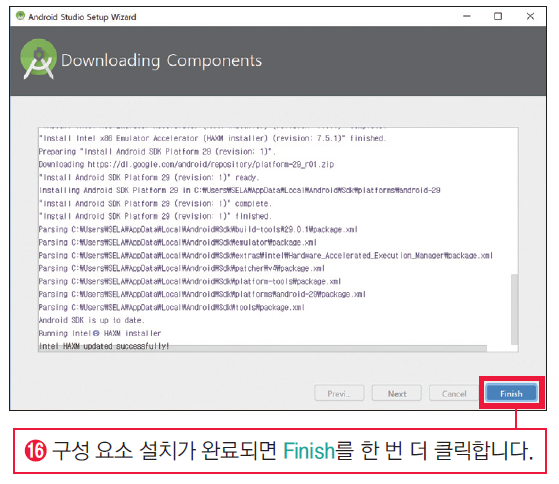 Android Studio Setup Wizard
Downloading Components
"Install Intel x86 Emulator Accelerator (HAXM installer) (revision: 7.5.1)" finished.
Preparing "Install Android SDK Platform 29 (revision: 1)".
Downloading https://dl.google.com/android/repository/platform-29_r01.zip
"Install Android SDK Platform 29 (revision: 1)" ready.
Installing Android SDK Platform 29 in C:₩Users₩SELA₩AppData₩Local₩Android₩Sdk₩platforms₩android-29
"Install Android SDK Platform 29 (revision: 1)" complete.
"Install Android SDK Platform 29 (revision: 1)" finished.
Parsing C:₩Users₩SELA₩AppData₩Local₩Android₩Sdk₩build-tools₩29.0.1₩package.xml
Parsing C:₩Users₩SELA₩AppData₩Local₩Android₩Sdk₩emulator₩package.xml
Parsing C:₩Users₩SELA₩AppData₩Local₩Android₩Sdk₩extras₩intel₩Hardware_Accelerated_Execution_Manager₩package.xml
Parsing C:₩Users₩SELA₩AppData₩Local₩Android₩Sdk₩patcher₩v4₩package.xml
Parsing C:₩Users₩SELA₩AppData₩Local₩Android₩Sdk₩platform-tools₩package.xml
Parsing C:₩Users₩SELA₩AppData₩Local₩Android₩Sdk₩platforms₩android-29₩package.xml
Parsing C:₩Users₩SELA₩AppData₩Local₩Android₩Sdk₩tools₩package.xml
Android SDK is up to date.
Running Intel® HAXM installer
Intel HAXM updated successfully!
Previ... Next Cancel Finish
⓰ 구성 요소 설치가 완료되면 Finish를 한 번 더 클릭합니다.